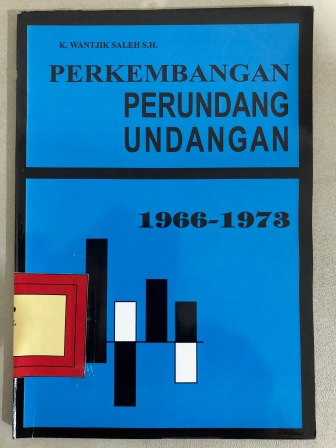 K. WANTJIK SALEH S.H.
PERKEMBANGAN
PERUNDANG
UNDANGAN
1966-1973